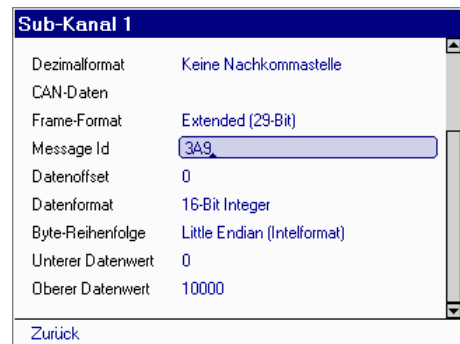 Sub-Kanal 1
Dezimalformat Keine Nachkommastelle
CAN-Daten
Frame-Format Extended (29-Bit)
Message Id 3A9
Datenoffset 0
Datenformat 16-Bit Integer
Byte-Reihenfolge Little Endian (Intelformat)
Unterer Datenwert 0
Oberer Datenwert 10000
Zurück